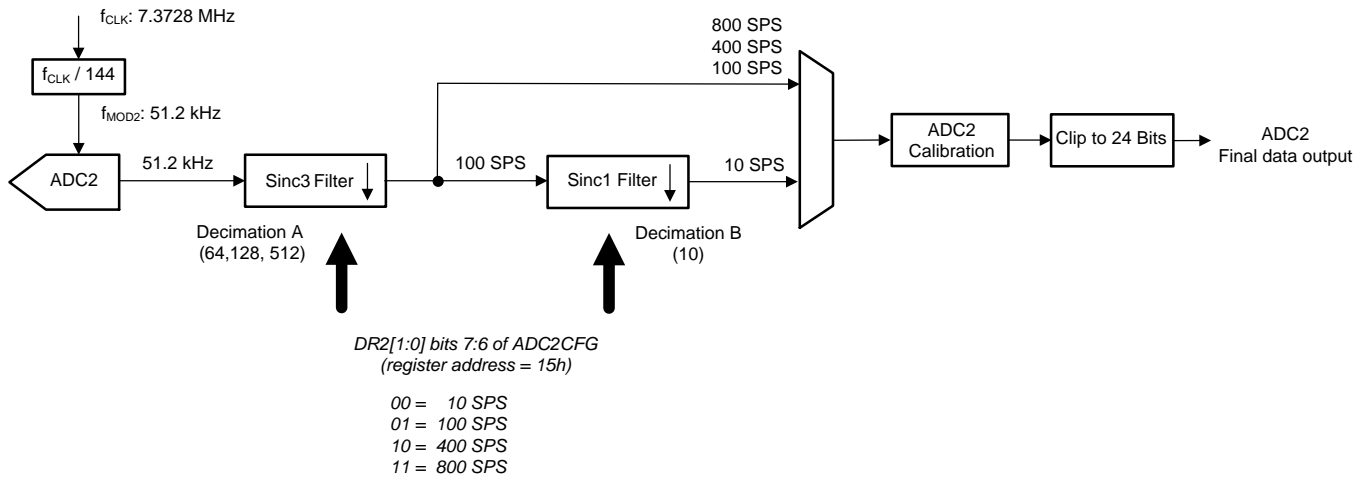 f_CLK: 7.3728 MHz
f_CLK / 144
f_MOD2: 51.2 kHz
ADC2
51.2 kHz
Sinc3 Filter
Decimation A
(64,128, 512)
100 SPS
Sinc1 Filter
Decimation B
(10)
10 SPS
800 SPS
400 SPS
100 SPS
ADC2
Calibration
Clip to 24 Bits
ADC2
Final data output
DR2[1:0] bits 7:6 of ADC2CFG
(register address = 15h)
00 = 10 SPS
01 = 100 SPS
10 = 400 SPS
11 = 800 SPS